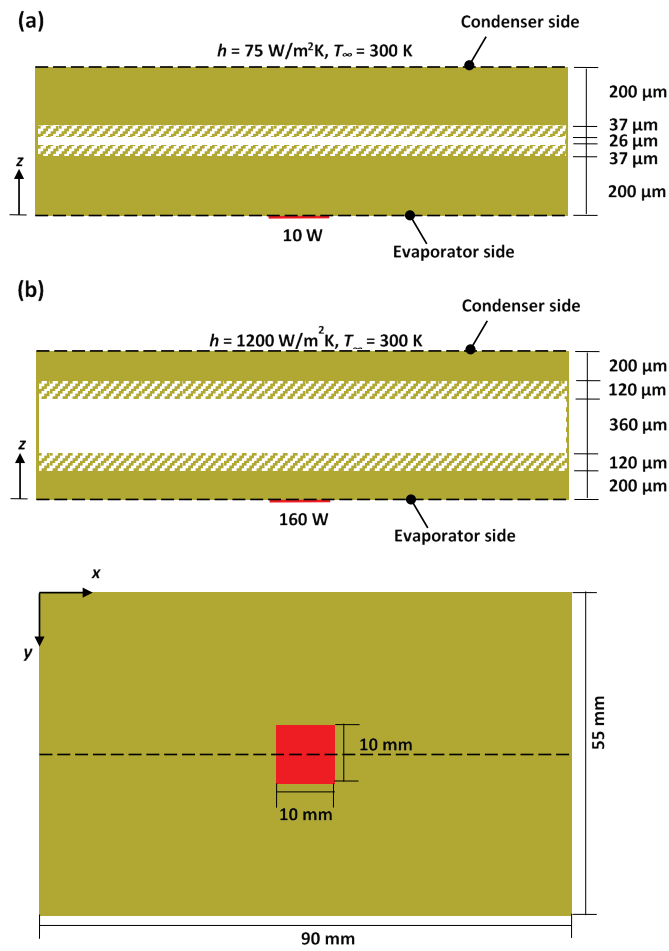 (a)
Condenser side
h = 75 W/m²K, T∞ = 300 K
200 µm
37 µm
26 µm
37 µm
200 µm
z
10 W
Evaporator side
(b)
Condenser side
h = 1200 W/m²K, T∞ = 300 K
200 µm
120 µm
360 µm
120 µm
200 µm
z
160 W
Evaporator side
x
y
10 mm
10 mm
55 mm
90 mm